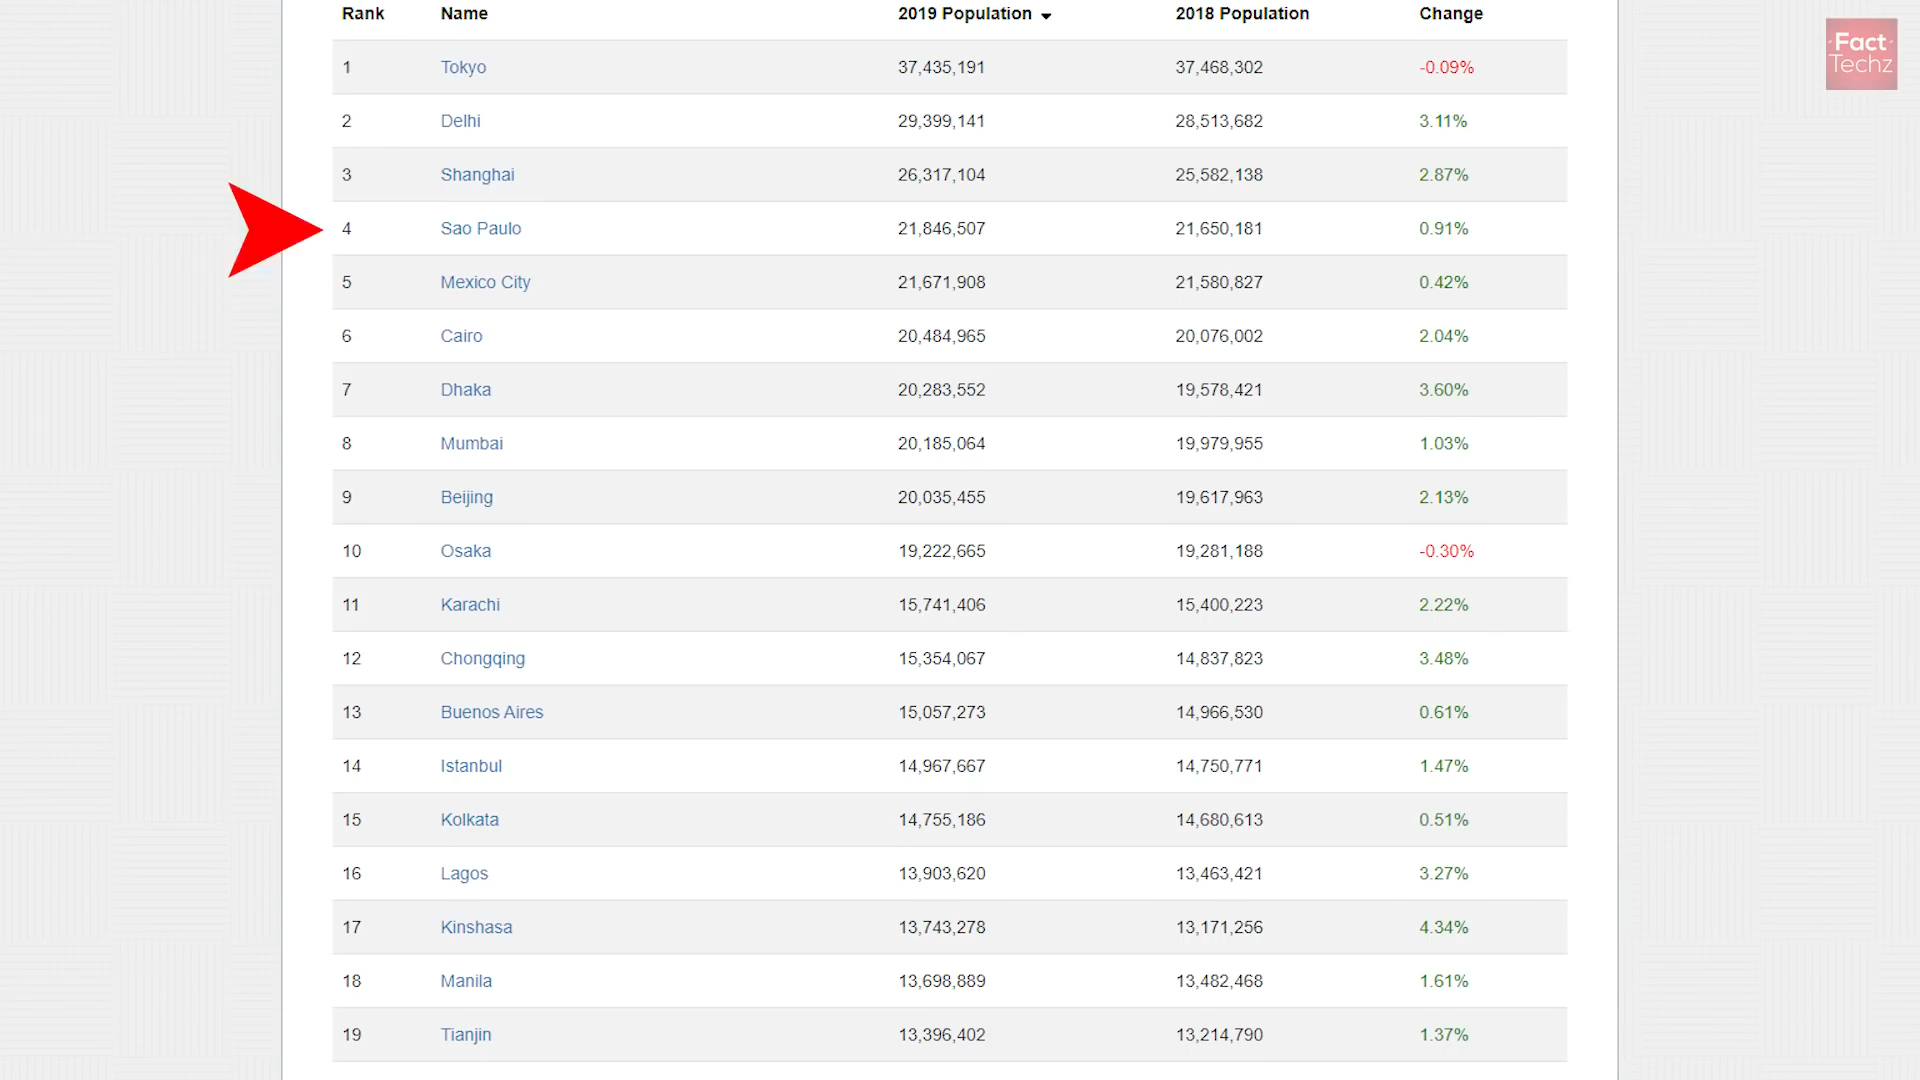 Rank Name 2019 Population 2018 Population Change
1 Tokyo 37,435,191 37,468,302 -0.09%
2 Delhi 29,399,141 28,513,682 3.11%
3 Shanghai 26,317,104 25,582,138 2.87%
4 Sao Paulo 21,846,507 21,650,181 0.91%
5 Mexico City 21,671,908 21,580,827 0.42%
6 Cairo 20,484,965 20,076,002 2.04%
7 Dhaka 20,283,552 19,578,421 3.60%
8 Mumbai 20,185,064 19,979,955 1.03%
9 Beijing 20,035,455 19,617,963 2.13%
10 Osaka 19,222,665 19,281,188 -0.30%
11 Karachi 15,741,406 15,400,223 2.22%
12 Chongqing 15,354,067 14,837,823 3.48%
13 Buenos Aires 15,057,273 14,966,530 0.61%
14 Istanbul 14,967,667 14,750,771 1.47%
15 Kolkata 14,755,186 14,680,613 0.51%
16 Lagos 13,903,620 13,463,421 3.27%
17 Kinshasa 13,743,278 13,171,256 4.34%
18 Manila 13,698,889 13,482,468 1.61%
19 Tianjin 13,396,402 13,214,790 1.37%
Fact
Techz